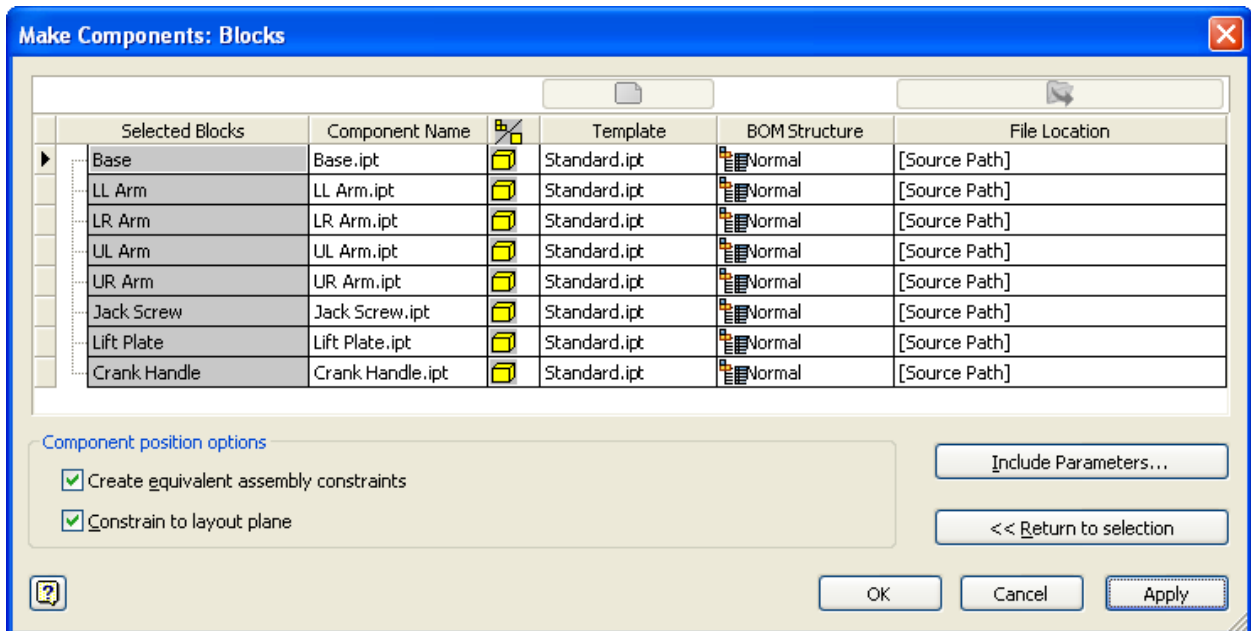 Make Components: Blocks
Selected Blocks Component Name Template BOM Structure File Location
Base Base.ipt Standard.ipt Normal [Source Path]
LL Arm LL Arm.ipt Standard.ipt Normal [Source Path]
LR Arm LR Arm.ipt Standard.ipt Normal [Source Path]
UL Arm UL Arm.ipt Standard.ipt Normal [Source Path]
UR Arm UR Arm.ipt Standard.ipt Normal [Source Path]
Jack Screw Jack Screw.ipt Standard.ipt Normal [Source Path]
Lift Plate Lift Plate.ipt Standard.ipt Normal [Source Path]
Crank Handle Crank Handle.ipt Standard.ipt Normal [Source Path]
Component position options
Create equivalent assembly constraints
Constrain to layout plane
Include Parameters...
<< Return to selection
? OK Cancel Apply